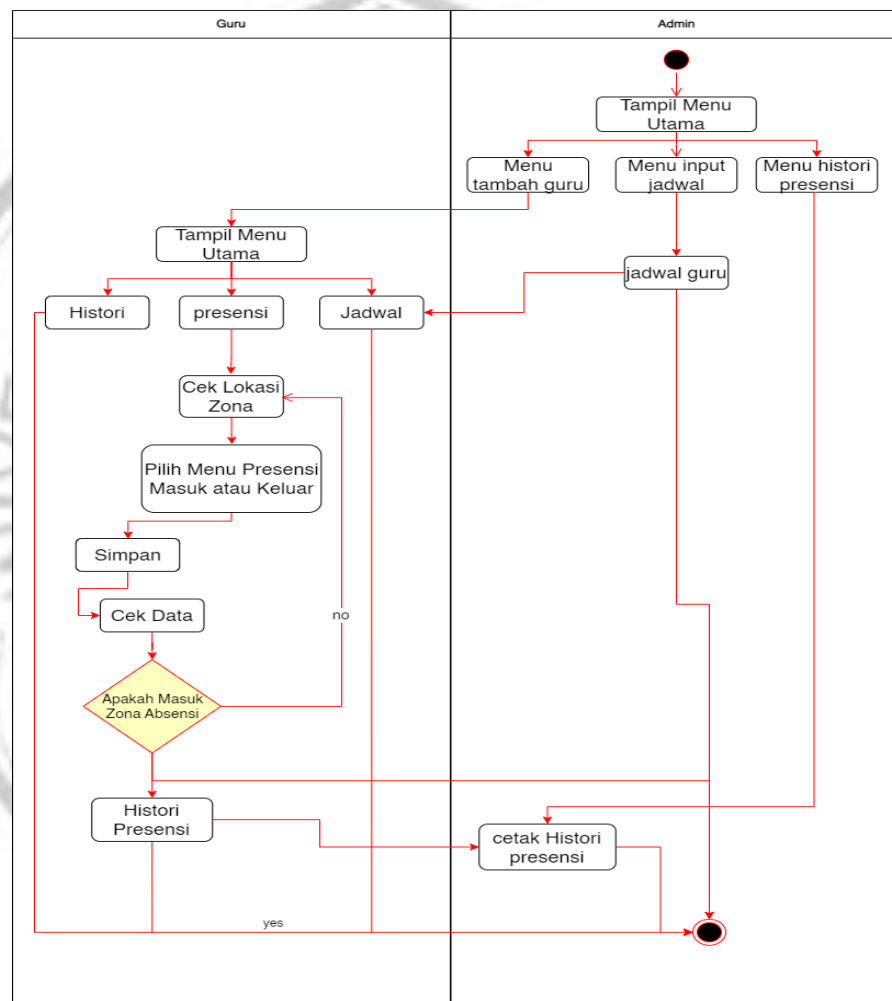 Guru
Admin
Tampil Menu
Utama
Menu
tambah guru
Menu input
jadwal
Menu histori
presensi
Tampil Menu
Utama
jadwal guru
Histori
presensi
Jadwal
Cek Lokasi
Zona
Pilih Menu Presensi
Masuk atau Keluar
Simpan
Cek Data
no
Apakah Masuk
Zona Absensi
Histori
Presensi
cetak Histori
presensi
yes